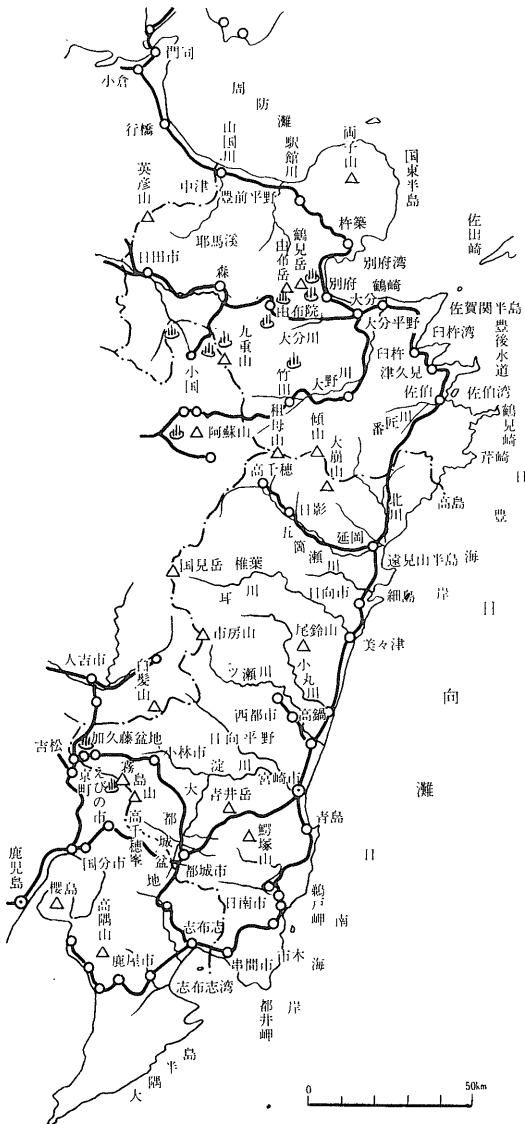 門司
小倉
周防灘
行橋
山国川
駅館川
両子山
国東半島
英彦山
中津
豊前平野
耶馬溪
鶴見岳
由布岳
杵築
佐田崎
別府湾
日田市
森
別府
鶴崎
大分
佐賀関半島
由布院
大分平野
臼杵湾
九重山
大分川
臼杵
豊後水道
小国
竹田
大野川
津久見
佐伯
佐伯湾
阿蘇山
祖母山
傾山
番匠川
鶴見崎
大崩山
芹崎
高千穂
高島
日影
北川
日豊海岸
五箇瀬川
延岡
遠見山半島
国見岳
椎葉
耳川
日向市
細島
市房山
尾鈴山
美々津
人吉市
白髪山
一ツ瀬川
小丸川
日向灘
西都市
高鍋
加久藤盆地
日向平野
吉松
小林市
淀川
宮崎市
京町
えびの市
霧島山
大
青井岳
高千穂峯
都城盆地
鰐塚山
青島
鹿児島
国分市
都城市
日南海岸
桜島
高隅山
日南市
鵜戸岬
志布志
鹿屋市
串間市
市木
志布志湾
都井岬
大隅半島
0
50km